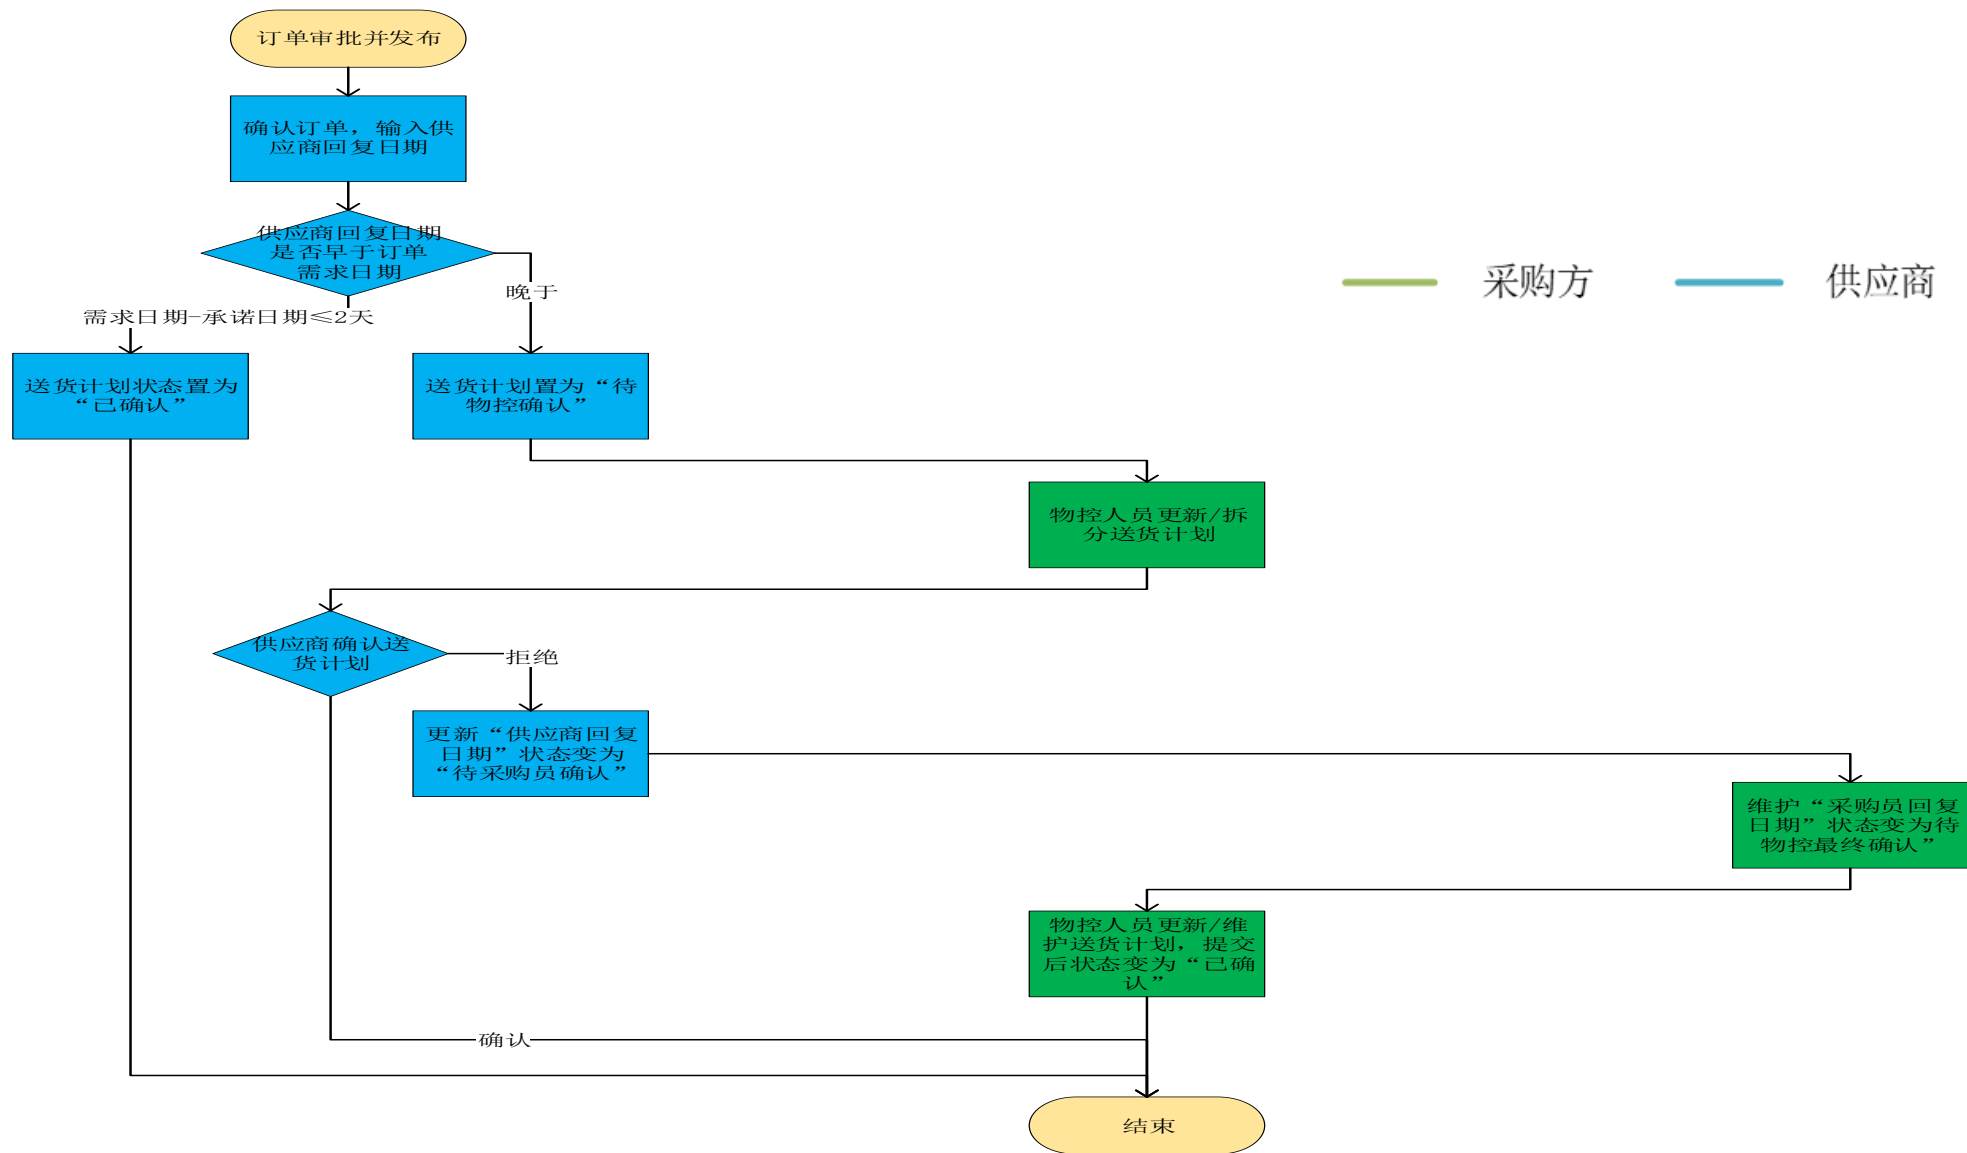 订单审批并发布
确认订单，输入供
应商回复日期
供应商回复日期
是否早于订单
需求日期
晚于
采购方
供应商
需求日期-承诺日期≤2天
送货计划状态置为
“已确认”
送货计划置为“待
物控确认”
物控人员更新/拆
分送货计划
供应商确认送
货计划
拒绝
更新“供应商回复
日期”状态变为
“待采购员确认”
维护“采购员回复
日期”状态变为待
物控最终确认”
物控人员更新/维
护送货计划，提交
后状态变为“已确
认”
确认
结束